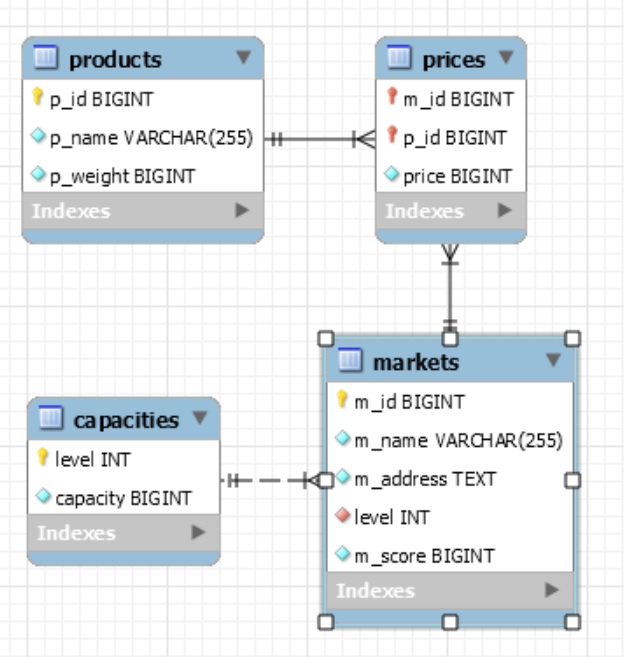 products
p_id BIGINT
p_name VARCHAR(255)
p_weight BIGINT
Indexes
prices
m_id BIGINT
p_id BIGINT
price BIGINT
Indexes
capacities
level INT
capacity BIGINT
Indexes
markets
m_id BIGINT
m_name VARCHAR(255)
m_address TEXT
level INT
m_score BIGINT
Indexes